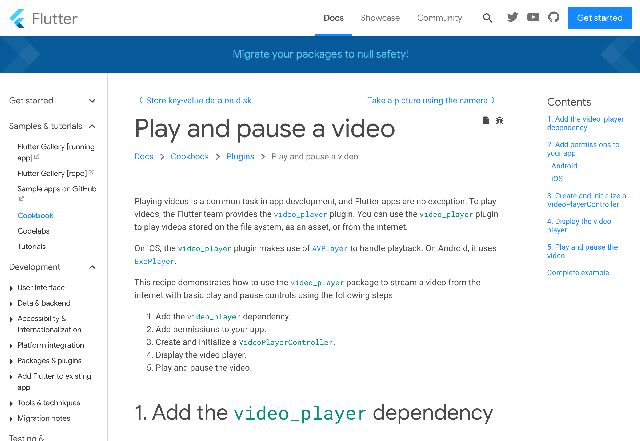 Flutter
Docs Showcase Community Get started
Migrate your packages to null safety!
Get started
Samples & tutorials
Flutter Gallery [running
app]
Flutter Gallery [repo]
Sample apps on GitHub
Cookbook
Codelabs
Tutorials
Development
User interface
Data & backend
Accessibility &
internationalization
Platform integration
Packages & plugins
Add Flutter to existing
app
Tools & techniques
Migration notes
Testing &
Store key-value data on disk
Take a picture using the camera
Play and pause a video
Docs Cookbook Plugins Play and pause a video
Playing videos is a common task in app development, and Flutter apps are no exception. To play
videos, the Flutter team provides the video_player plugin. You can use the video_player plugin
to play videos stored on the file system, as an asset, or from the internet.
On iOS, the video_player plugin makes use of AVPlayer to handle playback. On Android, it uses
ExoPlayer.
This recipe demonstrates how to use the video_player package to stream a video from the
internet with basic play and pause controls using the following steps:
1. Add the video_player dependency.
2. Add permissions to your app.
3. Create and initialize a VideoPlayerController.
4. Display the video player.
5. Play and pause the video.
1. Add the video_player dependency
Contents
1. Add the video_player
dependency
2. Add permissions to
your app
Android
iOS
3. Create and initialize a
VideoPlayerController
4. Display the video
player
5. Play and pause the
video
Complete example